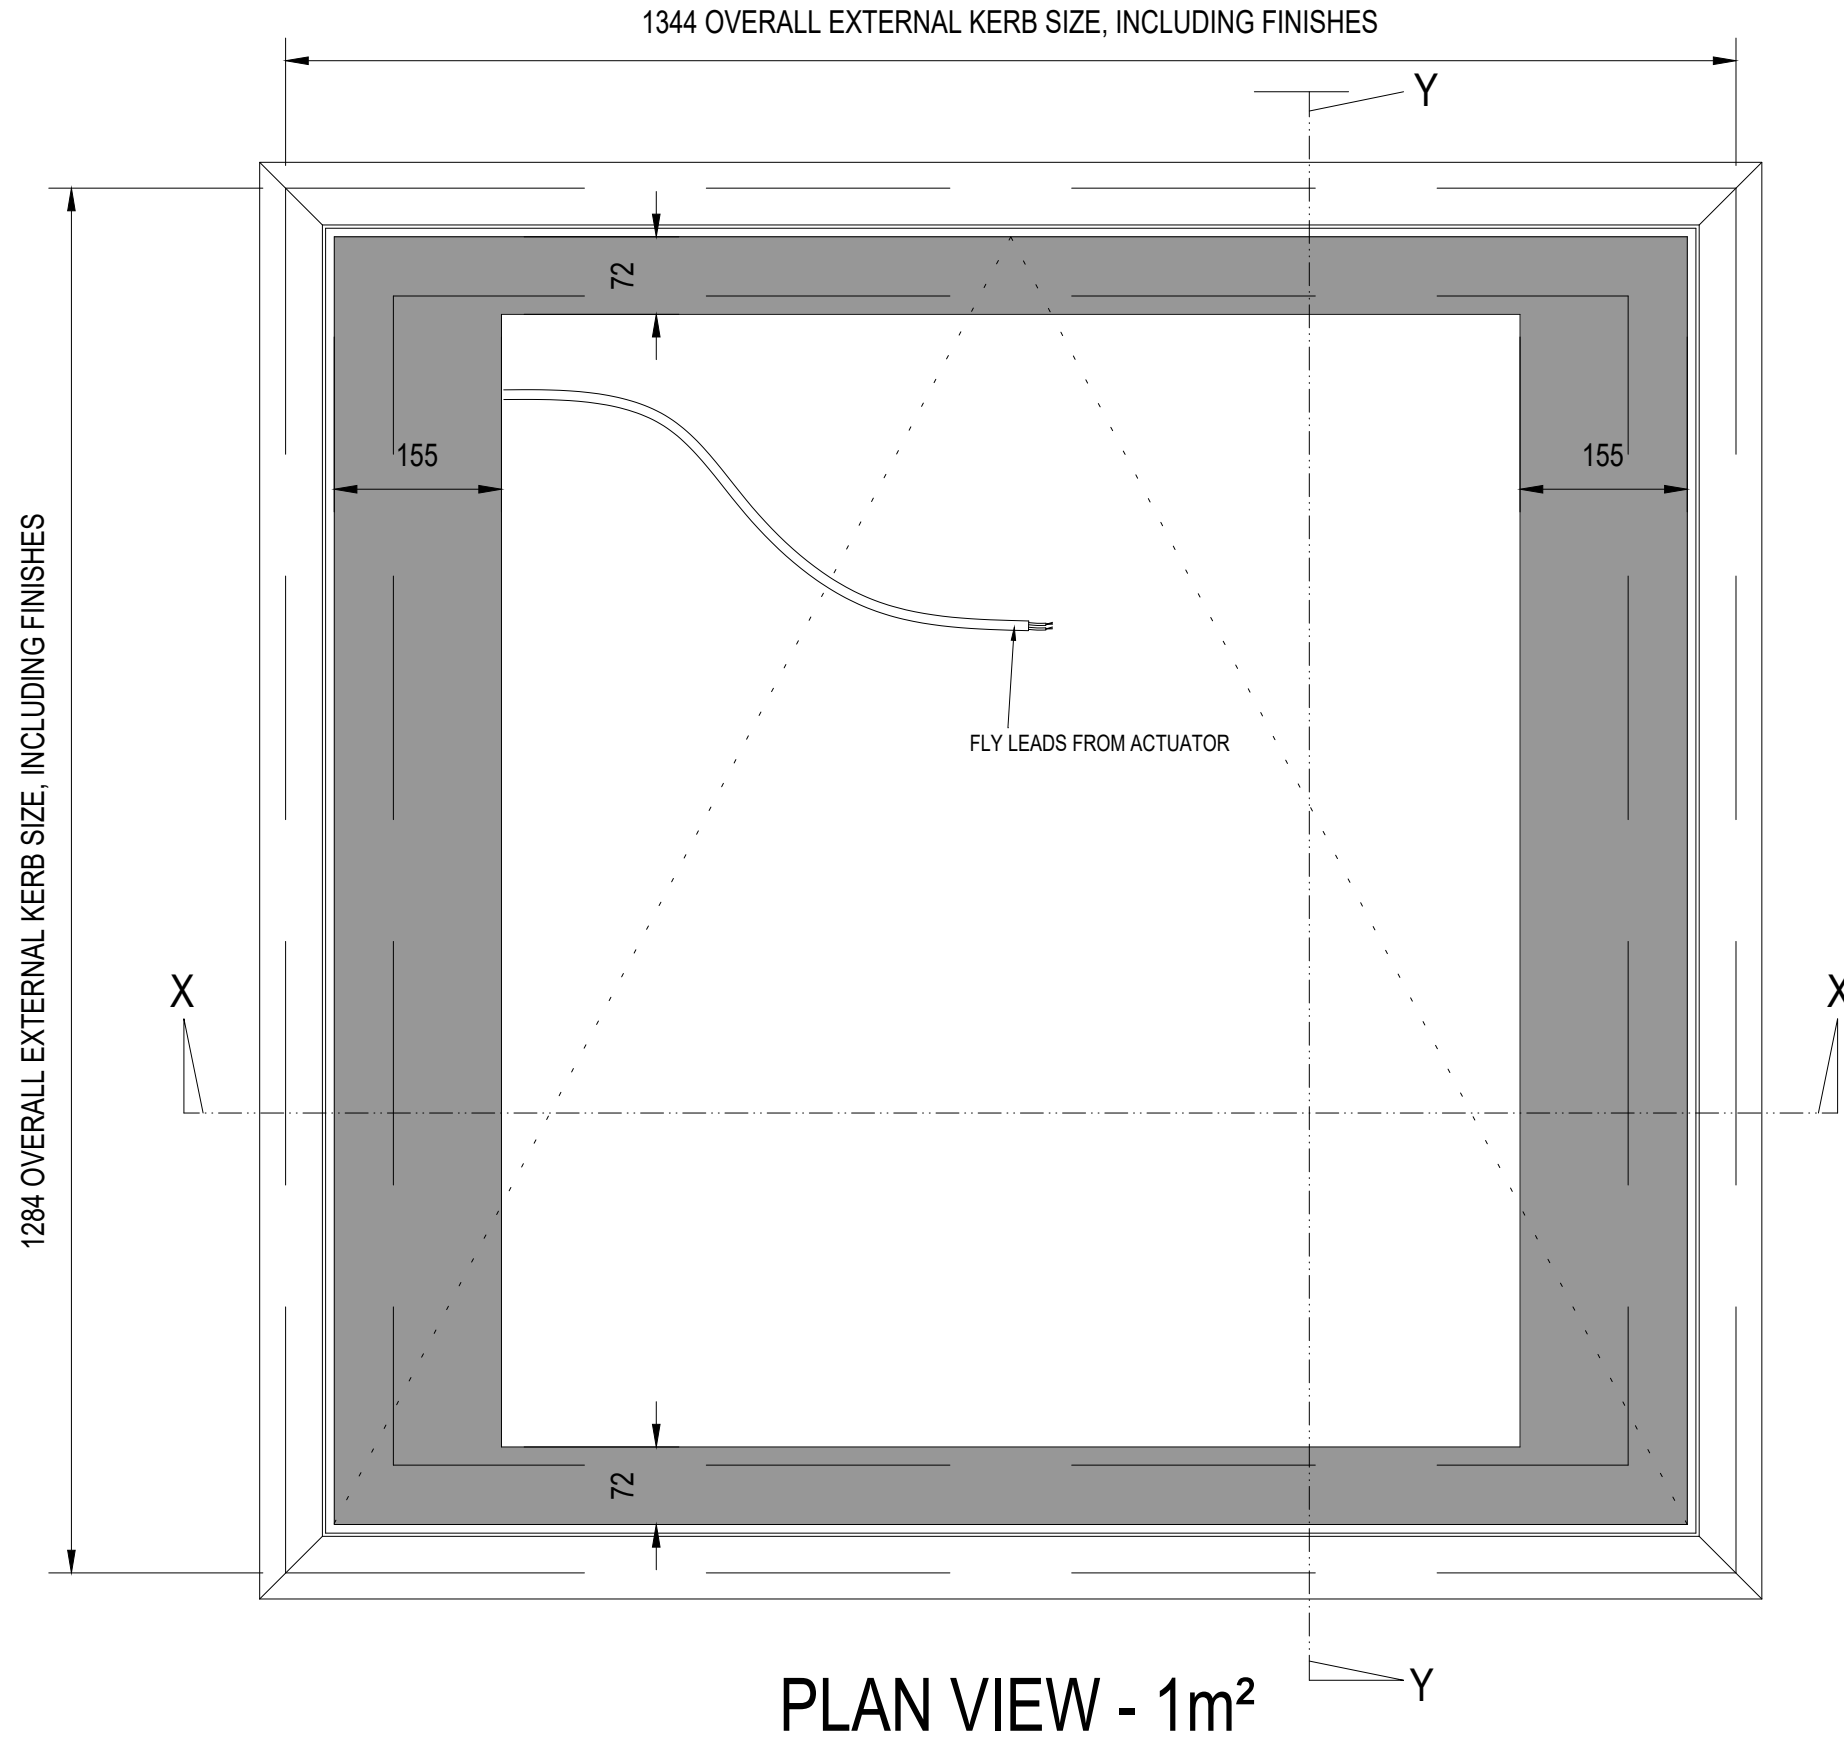 1344 OVERALL EXTERNAL KERB SIZE, INCLUDING FINISHES
Y
72
155
155
1284 OVERALL EXTERNAL KERB SIZE, INCLUDING FINISHES
FLY LEADS FROM ACTUATOR
X
X
72
Y
PLAN VIEW - 1m²